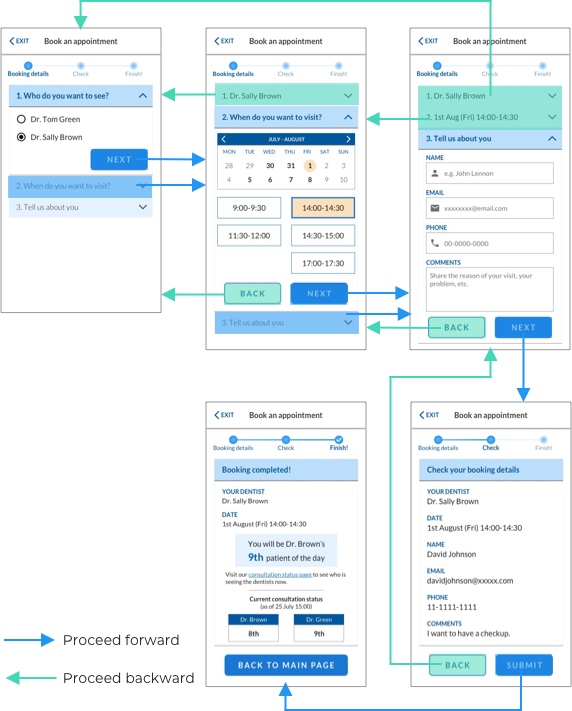 EXIT Book an appointment
Booking details Check Finish!
1. Who do you want to see?
Dr. Tom Green
Dr. Sally Brown
NEXT
2. When do you want to visit?
3. Tell us about you
EXIT Book an appointment
Booking details Check Finish!
1. Dr. Sally Brown
2. When do you want to visit?
JULY - AUGUST
MON TUE WED THU FRI SAT SUN
28 29 30 31 1 2 3
4 5 6 7 8 9 10
9:00-9:30 14:00-14:30
11:30-12:00 14:30-15:00
17:00-17:30
BACK NEXT
3. Tell us about you
EXIT Book an appointment
Booking details Check Finish!
1. Dr. Sally Brown
2. 1st Aug (Fri) 14:00-14:30
3. Tell us about you
NAME
e.g. John Lennon
EMAIL
xxxxxxxx@email.com
PHONE
00-0000-0000
COMMENTS
Share the reason of your visit, your
problem, etc.
BACK NEXT
EXIT Book an appointment
Booking details Check Finish!
Booking completed!
YOUR DENTIST
Dr. Sally Brown
DATE
1st August (Fri) 14:00-14:30
You will be Dr. Brown's
9th patient of the day
Visit our consultation status page to see who is
seeing the dentists now.
Current consultation status
(as of 25 July 15:00)
Dr. Brown Dr. Green
8th 9th
BACK TO MAIN PAGE
EXIT Book an appointment
Booking details Check Finish!
Check your booking details
YOUR DENTIST
Dr. Sally Brown
DATE
1st August (Fri) 14:00-14:30
NAME
David Johnson
EMAIL
davidjohnson@xxxxx.com
PHONE
11-1111-1111
COMMENTS
I want to have a checkup.
BACK SUBMIT
Proceed forward
Proceed backward